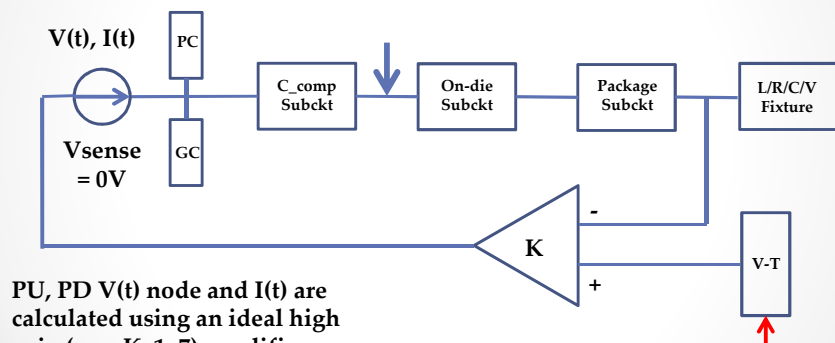 V(t), I(t)
PC
C_comp
Subckt
On-die
Subckt
Package
Subckt
L/R/C/V
Fixture
Vsense
= 0V
GC
-
K
V-T
+
PU, PD V(t) node and I(t) are
calculated using an ideal high